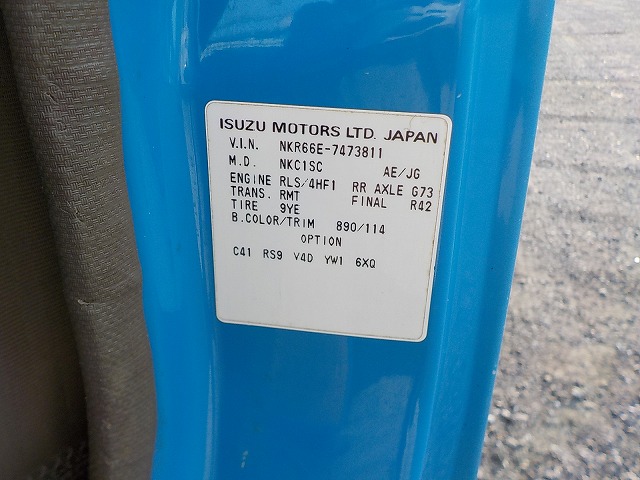 ISUZU MOTORS LTD. JAPAN
V.I.N. NKR66E-7473811
M.D. NKC1SC AE/JG
ENGINE RLS/4HF1 RR AXLE G73
TRANS. RMT FINAL R42
TIRE 9YE
B.COLOR/TRIM 890/114
OPTION
C41 RS9 V4D YW1 6XQ